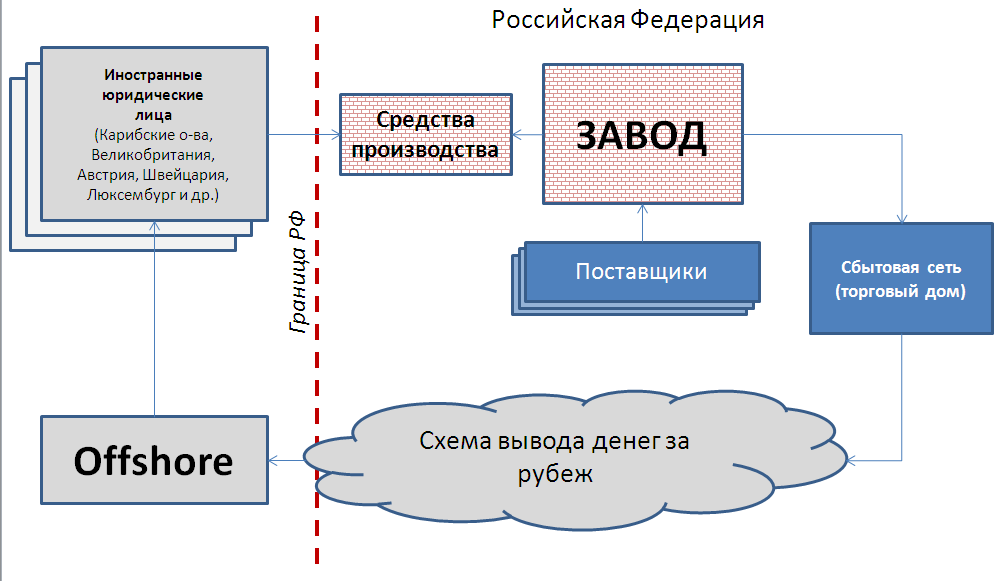 Российская Федерация
Иностранные
юридические
лица
(Карибские о-ва,
Великобритания,
Австрия, Швейцария,
Люксембург и др.)
Средства
производства
ЗАВОД
Граница РФ
Поставщики
Сбытовая сеть
(торговый дом)
Offshore
Схема вывода денег за
рубеж